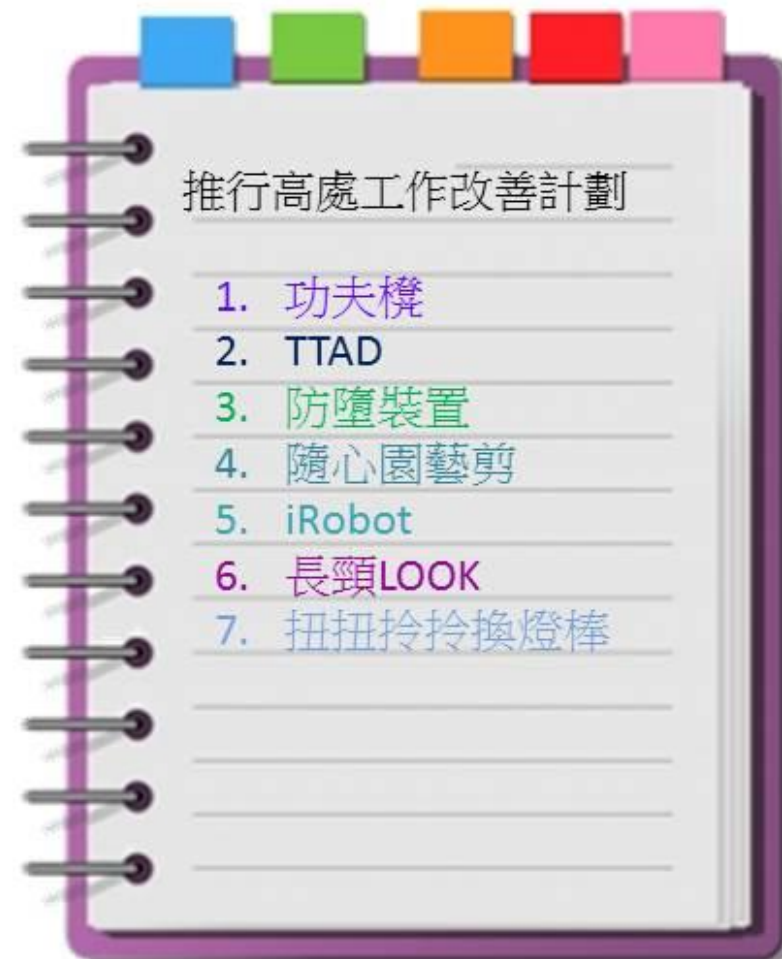 推行高處工作改善計劃
1. 功夫櫈
2. TTAD
3. 防墮裝置
4. 隨心園藝剪
5. iRobot
6. 長頸LOOK
7. 扭扭拎拎換燈棒